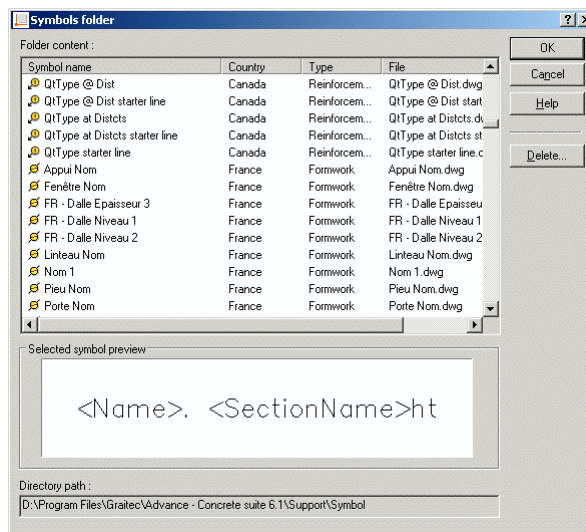 Symbols folder
Folder content :
OK
Cancel
Help
Delete...
Symbol name Country Type File
QtType @ Dist Canada Reinforcem... QtType @ Dist.dwg
QtType @ Dist starter line Canada Reinforcem... QtType @ Dist start
QtType at Distcts Canada Reinforcem... QtType at Distcts.dv
QtType at Distcts starter line Canada Reinforcem... QtType at Distcts st
QtType starter line Canada Reinforcem... QtType starter line.c
Appui Nom France Formwork Appui Nom.dwg
Fenêtre Nom France Formwork Fenêtre Nom.dwg
FR - Dalle Epaisseur 3 France Formwork FR - Dalle Epaisseu
FR - Dalle Niveau 1 France Formwork FR - Dalle Niveau 1
FR - Dalle Niveau 2 France Formwork FR - Dalle Niveau 2
Linteau Nom France Formwork Linteau Nom.dwg
Nom 1 France Formwork Nom 1.dwg
Pieu Nom France Formwork Pieu Nom.dwg
Porte Nom France Formwork Porte Nom.dwg
Selected symbol preview
<Name>. <SectionName>ht
Directory path :
D:\Program Files\Graitec\Advance - Concrete suite 6.1\Support\Symbol